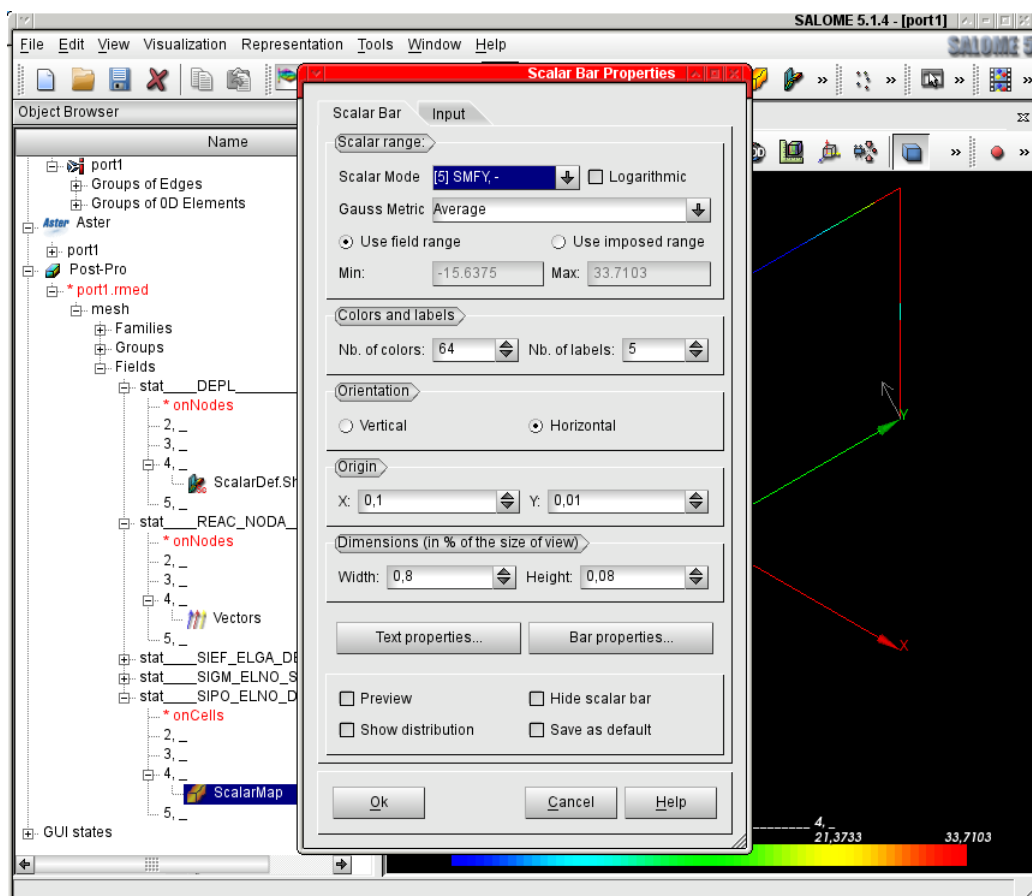 SALOME 5.1.4 - [port1]
File Edit View Visualization Representation Tools Window Help
SALOME 5
Object Browser
Name
port1
Groups of Edges
Groups of 0D Elements
Aster Aster
port1
Post-Pro
* port1.rmed
mesh
Families
Groups
Fields
stat____DEPL
* onNodes
2, _
3, _
4, _
ScalarDef.Sh
5, _
stat____REAC_NODA_
* onNodes
2, _
3, _
4, _
Vectors
5, _
stat____SIEF_ELGA_DE
stat____SIGM_ELNO_S
stat____SIPO_ELNO_D
* onCells
2, _
3, _
4, _
ScalarMap
5, _
GUI states
Scalar Bar Properties
Scalar Bar Input
Scalar range:
Scalar Mode [5] SMFY, - Logarithmic
Gauss Metric Average
Use field range Use imposed range
Min: -15.6375 Max: 33.7103
Colors and labels
Nb. of colors: 64 Nb. of labels: 5
Orientation
Vertical Horizontal
Origin
X: 0,1 Y: 0,01
Dimensions (in % of the size of view)
Width: 0,8 Height: 0,08
Text properties... Bar properties...
Preview Hide scalar bar
Show distribution Save as default
Ok Cancel Help
Y
X
4, _
21,3733 33,7103